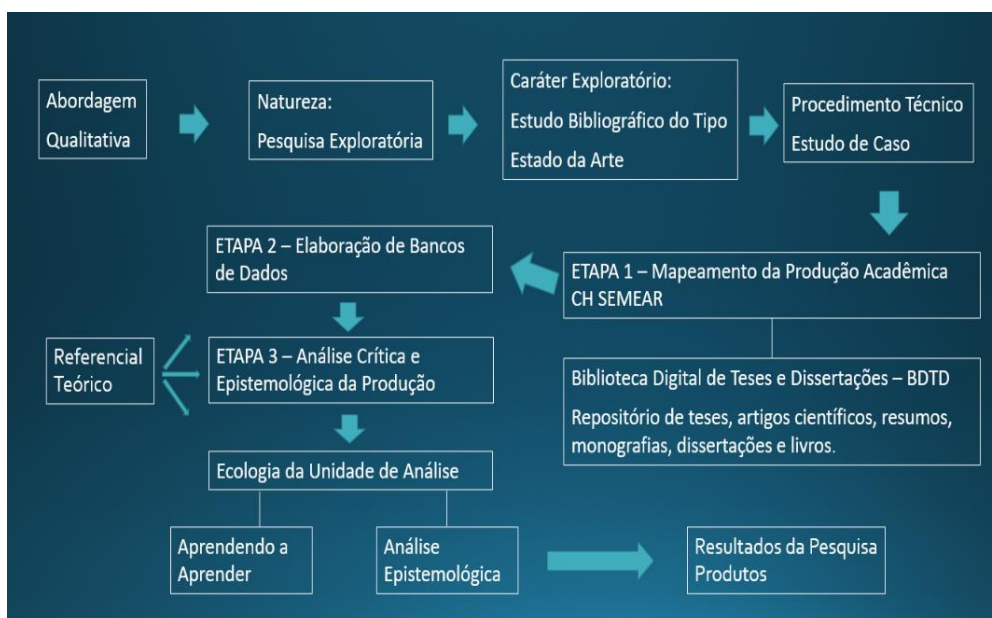 Abordagem
Qualitativa
Natureza:
Pesquisa Exploratória
Caráter Exploratório:
Estudo Bibliográfico do Tipo
Estado da Arte
Procedimento Técnico
Estudo de Caso
ETAPA 1 – Mapeamento da Produção Acadêmica
CH SEMEAR
Biblioteca Digital de Teses e Dissertações – BDTD
Repositório de teses, artigos científicos, resumos,
monografias, dissertações e livros.
ETAPA 2 – Elaboração de Bancos
de Dados
Referencial
Teórico
ETAPA 3 – Análise Crítica e
Epistemológica da Produção
Ecologia da Unidade de Análise
Aprendendo a
Aprender
Análise
Epistemológica
Resultados da Pesquisa
Produtos